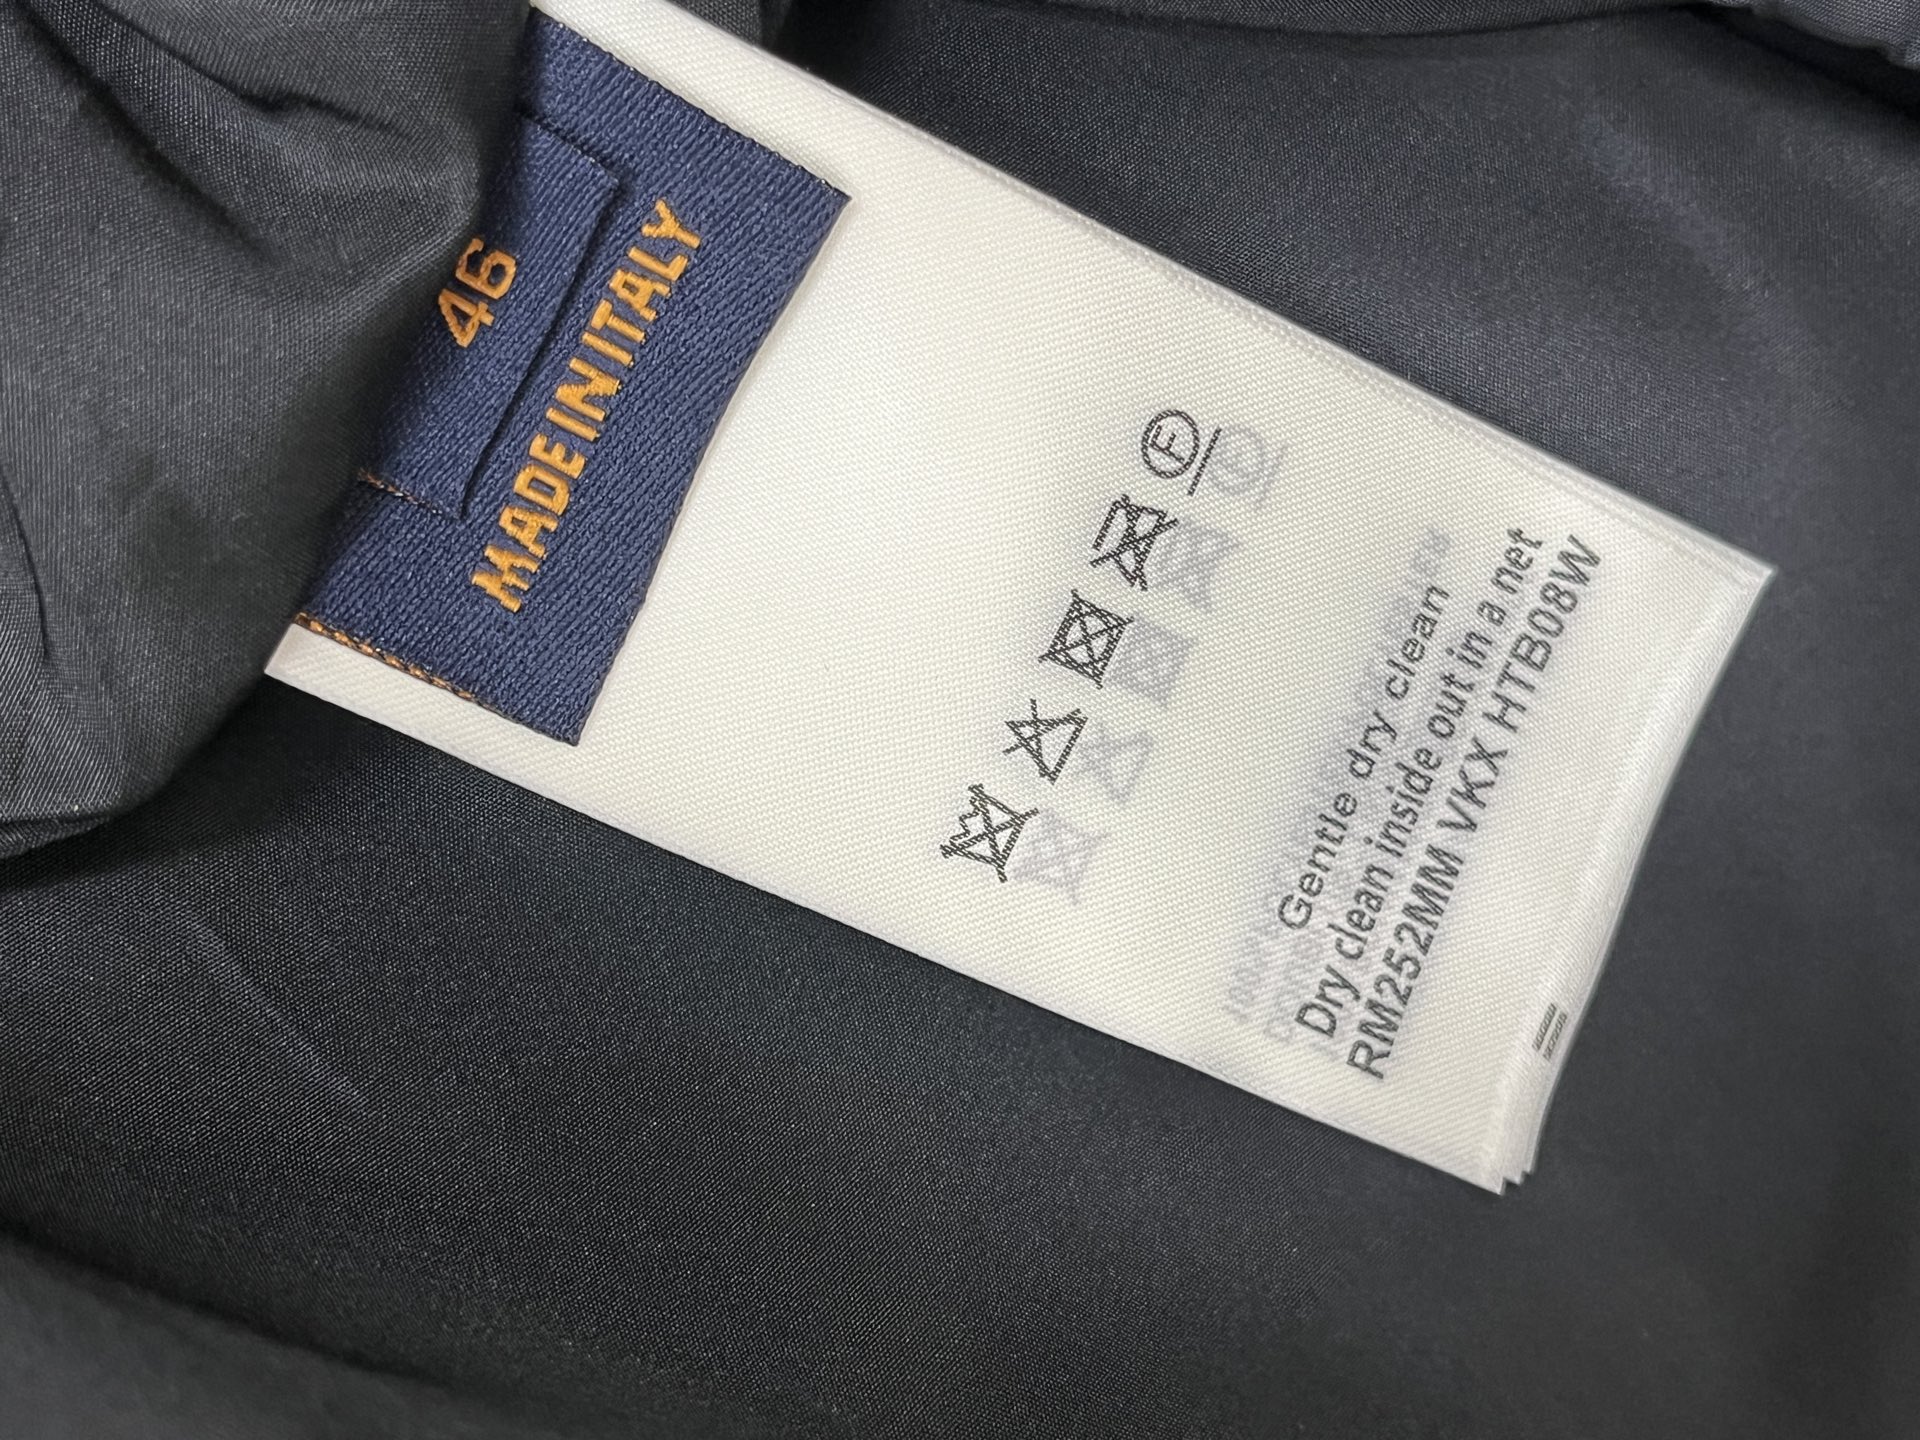 46
MADE IN ITALY
F
Gentle dry clean
Dry clean inside out in a net
RM252MM VKX HTB08W